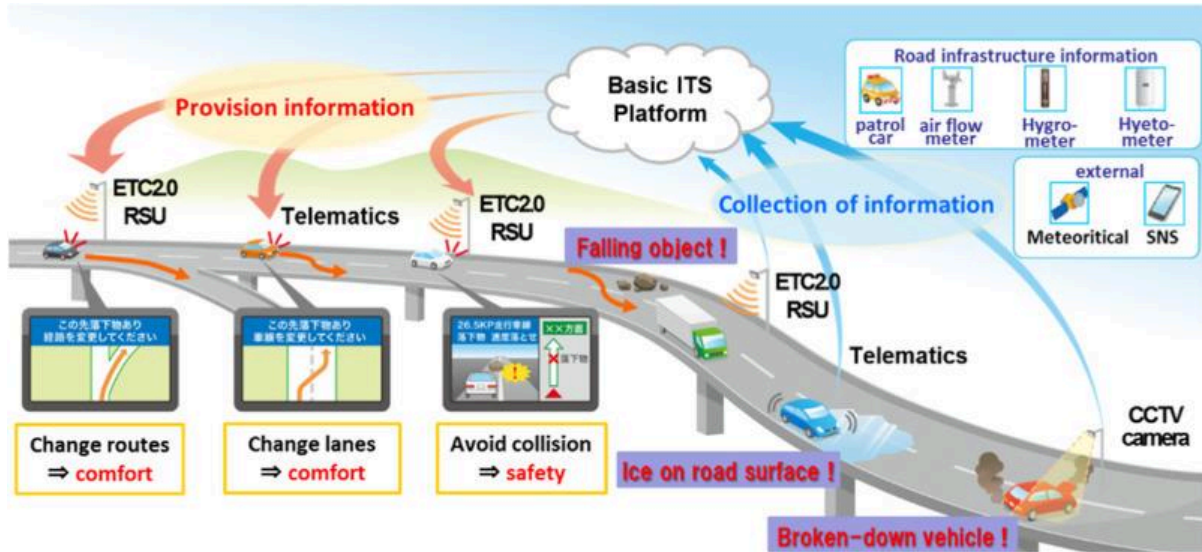 Road infrastructure information
patrol
car
air flow
meter
Hygro-
meter
Hyeto-
meter
external
Meteoritical
SNS
Basic ITS
Platform
Provision information
Collection of information
ETC2.0
RSU
Telematics
ETC2.0
RSU
Falling object !
ETC2.0
RSU
Telematics
CCTV
camera
この先落下物あり
経路を変更してください
この先落下物あり
車線を変更してください
26.5KP走行車線
落下物 速度落とせ
××方面
落下物
!
Change routes
⇒ comfort
Change lanes
⇒ comfort
Avoid collision
⇒ safety
Ice on road surface !
Broken-down vehicle !